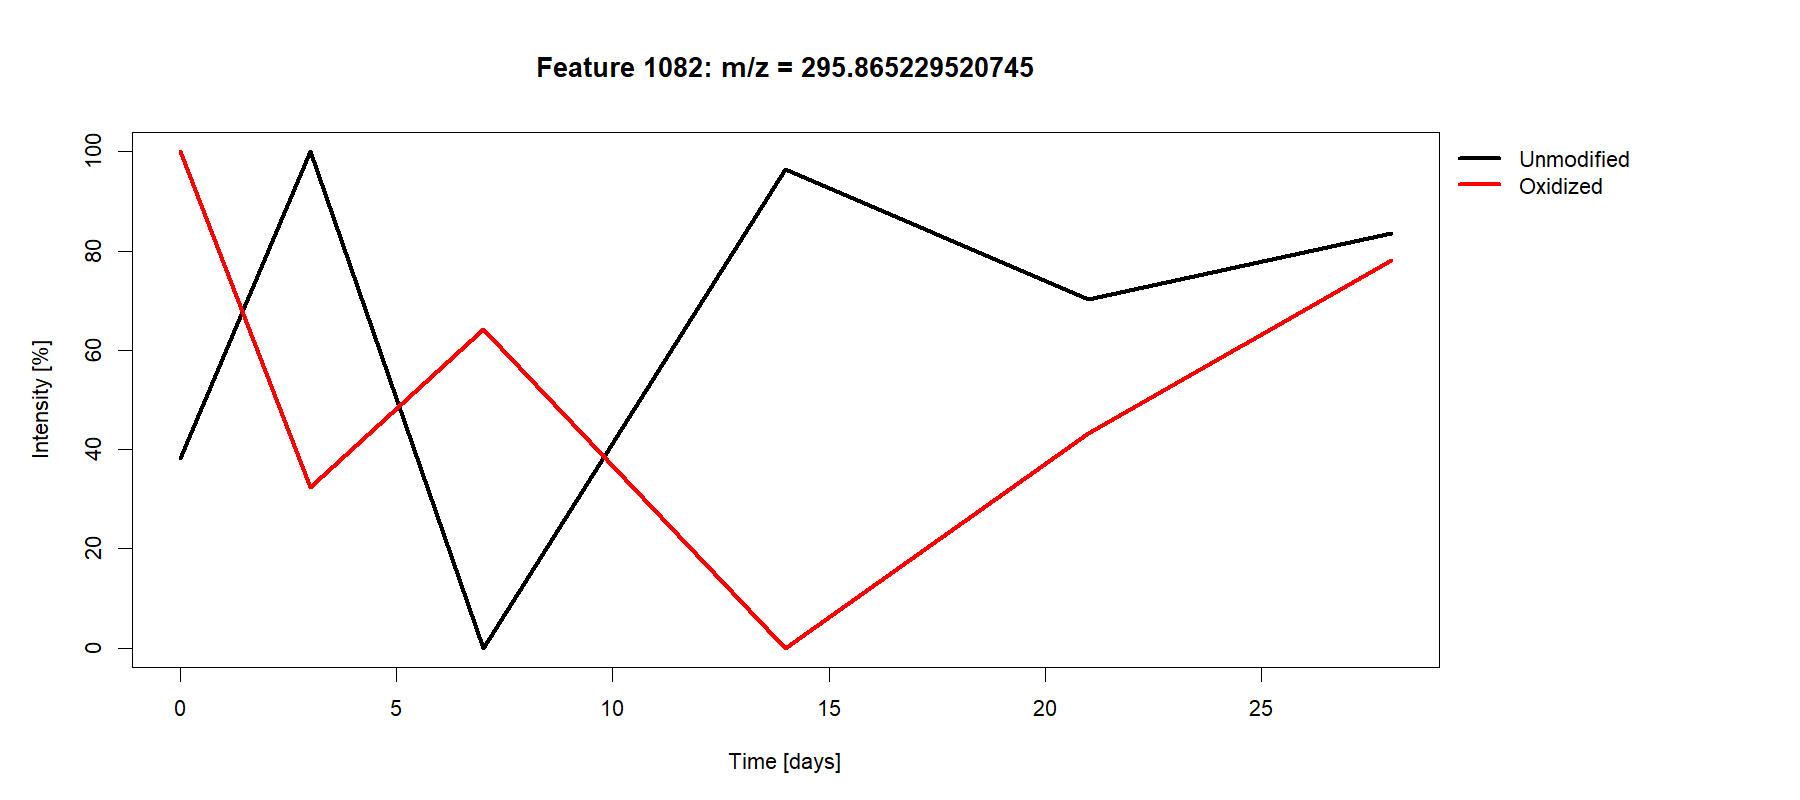 Feature 1082: m/z = 295.865229520745
Unmodified
Oxidized
Intensity [%]
100
80
60
40
20
0
0 5 10 15 20 25
Time [days]